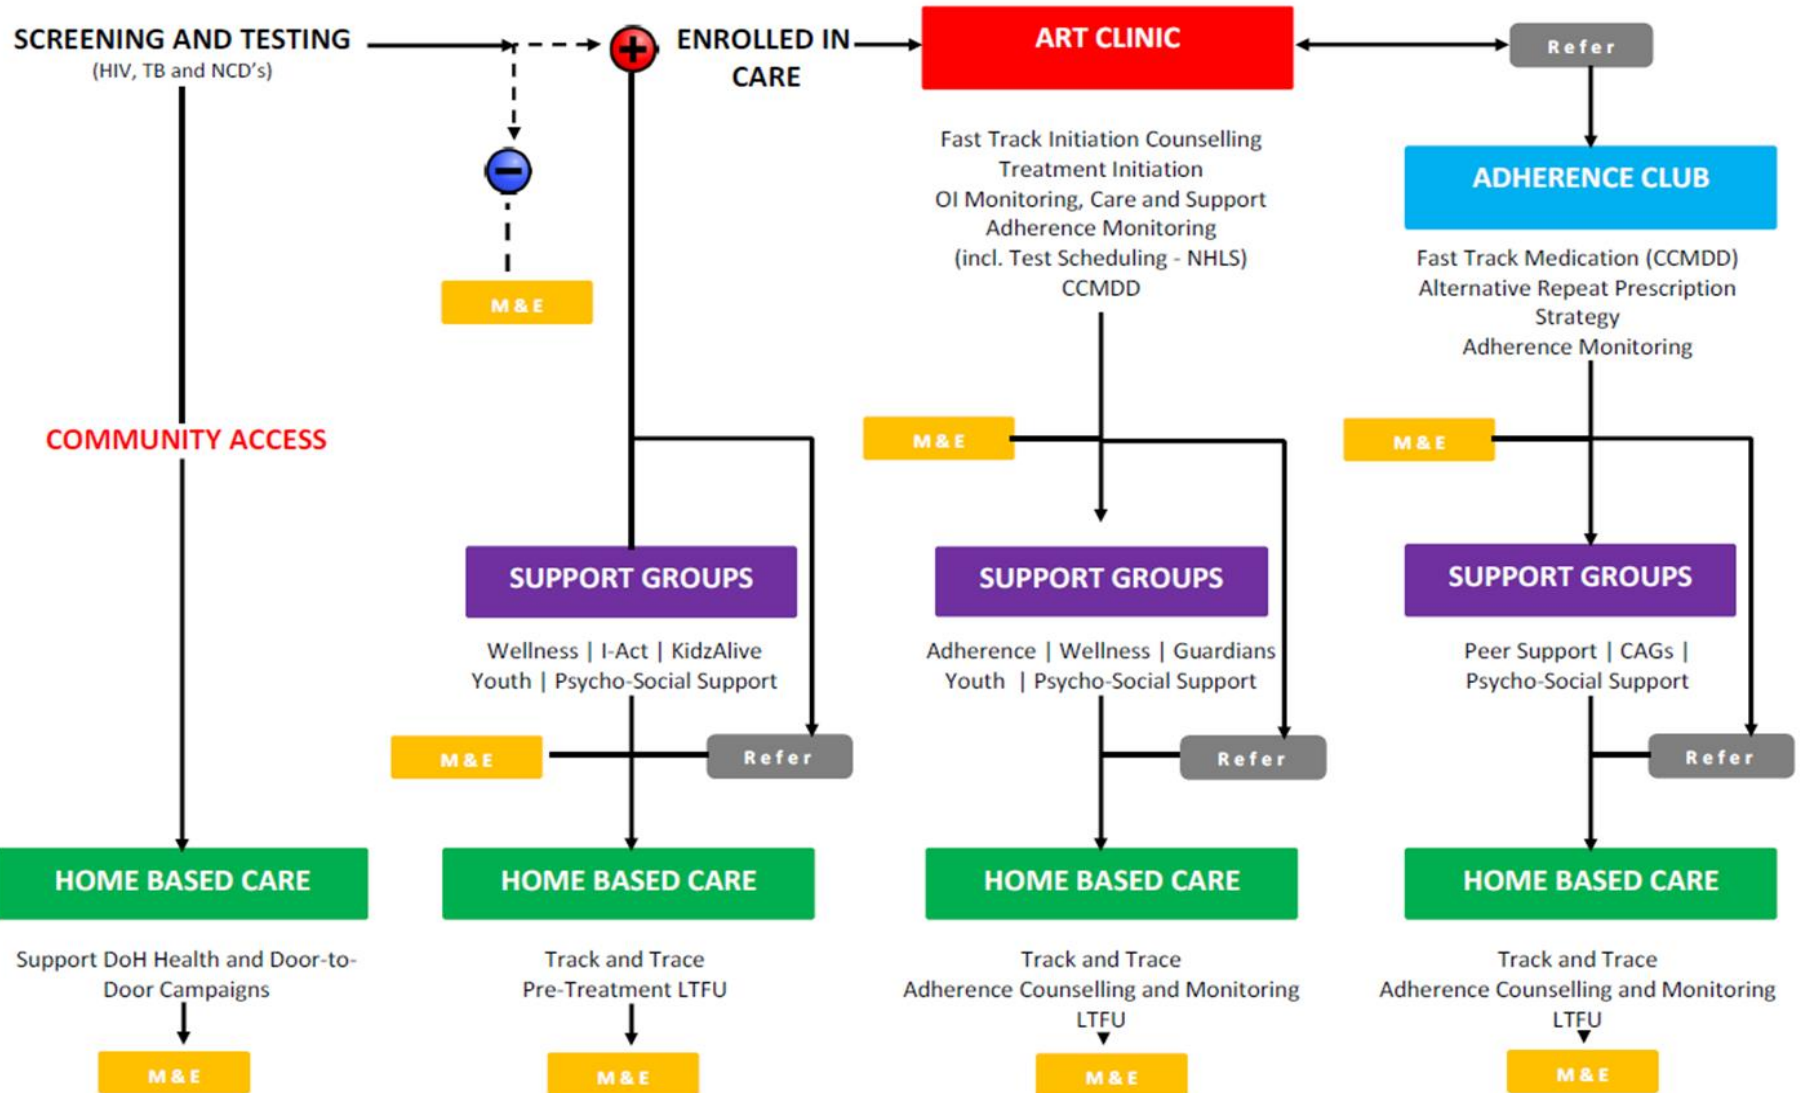 SCREENING AND TESTING
(HIV, TB and NCD's)
ENROLLED IN
CARE
ART CLINIC
Refer
Fast Track Initiation Counselling
Treatment Initiation
OI Monitoring, Care and Support
Adherence Monitoring
(incl. Test Scheduling - NHLS)
CCMDD
ADHERENCE CLUB
Fast Track Medication (CCMDD)
Alternative Repeat Prescription
Strategy
Adherence Monitoring
M & E
COMMUNITY ACCESS
M & E
M & E
SUPPORT GROUPS
Wellness | I-Act | KidzAlive
Youth | Psycho-Social Support
SUPPORT GROUPS
Adherence | Wellness | Guardians
Youth | Psycho-Social Support
SUPPORT GROUPS
Peer Support | CAGs |
Psycho-Social Support
M & E
Refer
Refer
Refer
HOME BASED CARE
Support DoH Health and Door-to-
Door Campaigns
M & E
HOME BASED CARE
Track and Trace
Pre-Treatment LTFU
M & E
HOME BASED CARE
Track and Trace
Adherence Counselling and Monitoring
LTFU
M & E
HOME BASED CARE
Track and Trace
Adherence Counselling and Monitoring
LTFU
M & E